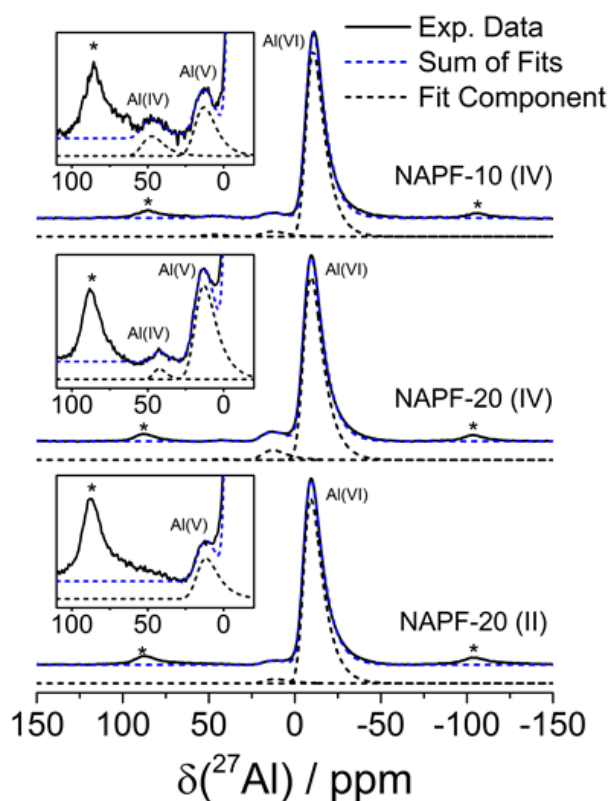 Exp. Data
Sum of Fits
Fit Component
*
Al(IV)
Al(V)
100 50 0
Al(VI)
NAPF-10 (IV)
*
*
*
Al(V)
Al(IV)
100 50 0
Al(VI)
NAPF-20 (IV)
*
*
*
Al(V)
100 50 0
Al(VI)
NAPF-20 (II)
*
*
150 100 50 0 -50 -100 -150
δ(²⁷Al) / ppm